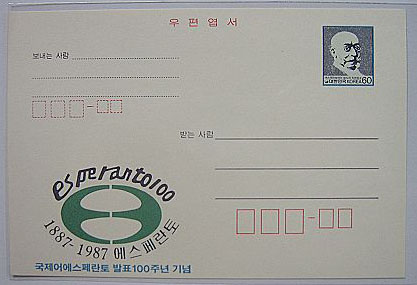 우편엽서
보내는 사람
대한민국 KOREA 60
받는 사람
esperanto100
1887-1987 에스페란토
국제어에스페란토 발표100주년 기념